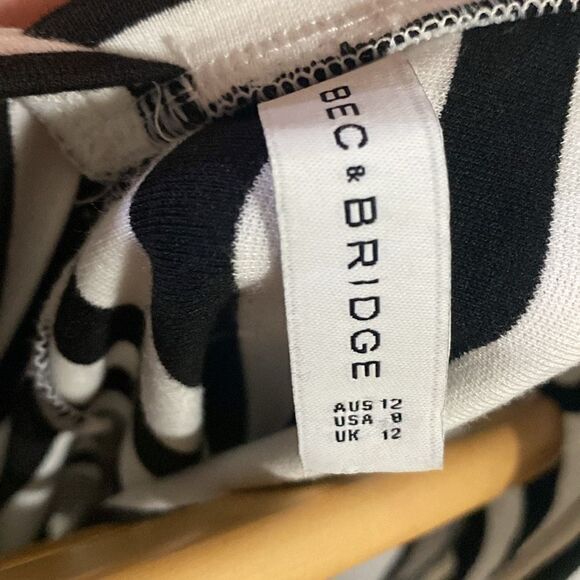 BEC & BRIDGE
AUS 12
USA 8
UK 12